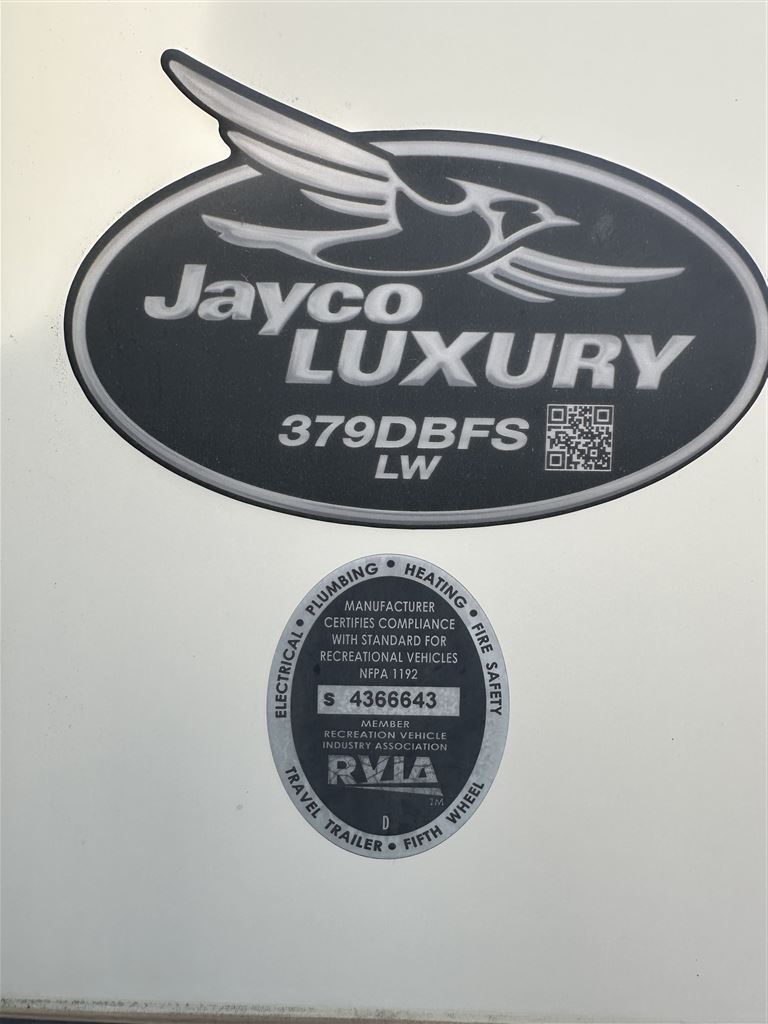 Jayco
LUXURY
379DBFS
LW
ELECTRICAL • PLUMBING • HEATING • FIRE SAFETY
MANUFACTURER
CERTIFIES COMPLIANCE
WITH STANDARD FOR
RECREATIONAL VEHICLES
NFPA 1192
S 4366643
MEMBER
RECREATION VEHICLE
INDUSTRY ASSOCIATION
RVIA
TM
D
TRAVEL TRAILER • FIFTH WHEEL